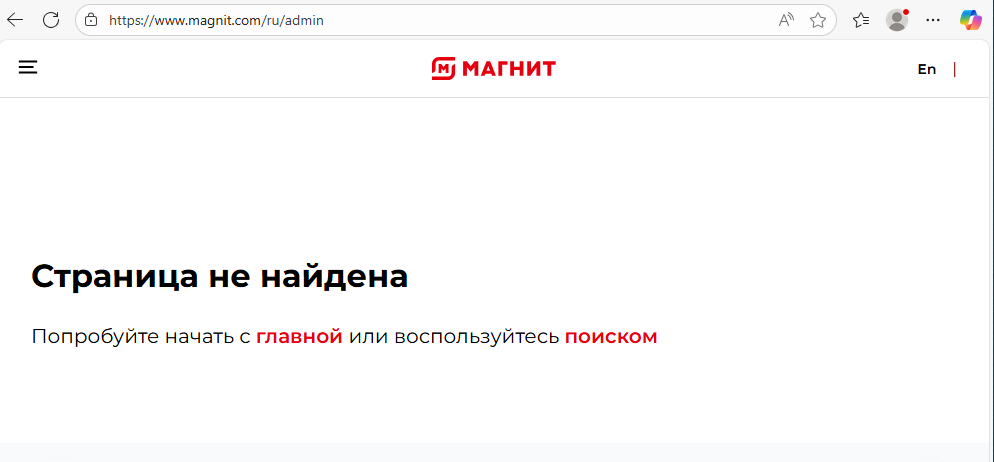 https://www.magnit.com/ru/admin
МАГНИТ
En |
Страница не найдена
Попробуйте начать с главной или воспользуйтесь поиском